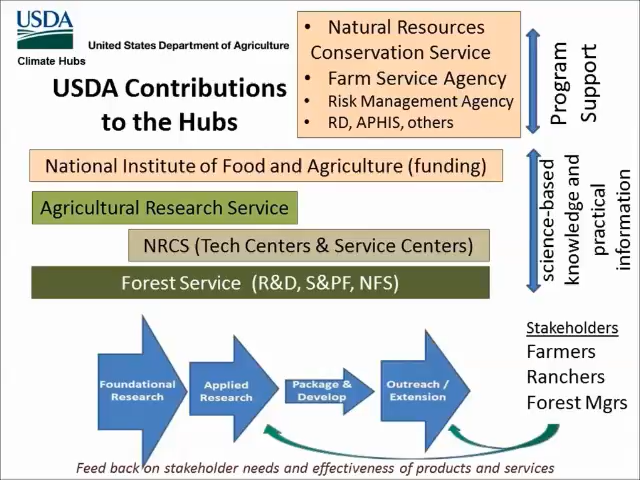 USDA
United States Department of Agriculture
Climate Hubs
USDA Contributions
to the Hubs
• Natural Resources
Conservation Service
• Farm Service Agency
• Risk Management Agency
• RD, APHIS, others
Program
Support
National Institute of Food and Agriculture (funding)
Agricultural Research Service
NRCS (Tech Centers & Service Centers)
Forest Service (R&D, S&PF, NFS)
science-based
knowledge and
practical
information
Stakeholders
Farmers
Ranchers
Forest Mgrs
Foundational
Research
Applied
Research
Package &
Develop
Outreach /
Extension
Feed back on stakeholder needs and effectiveness of products and services